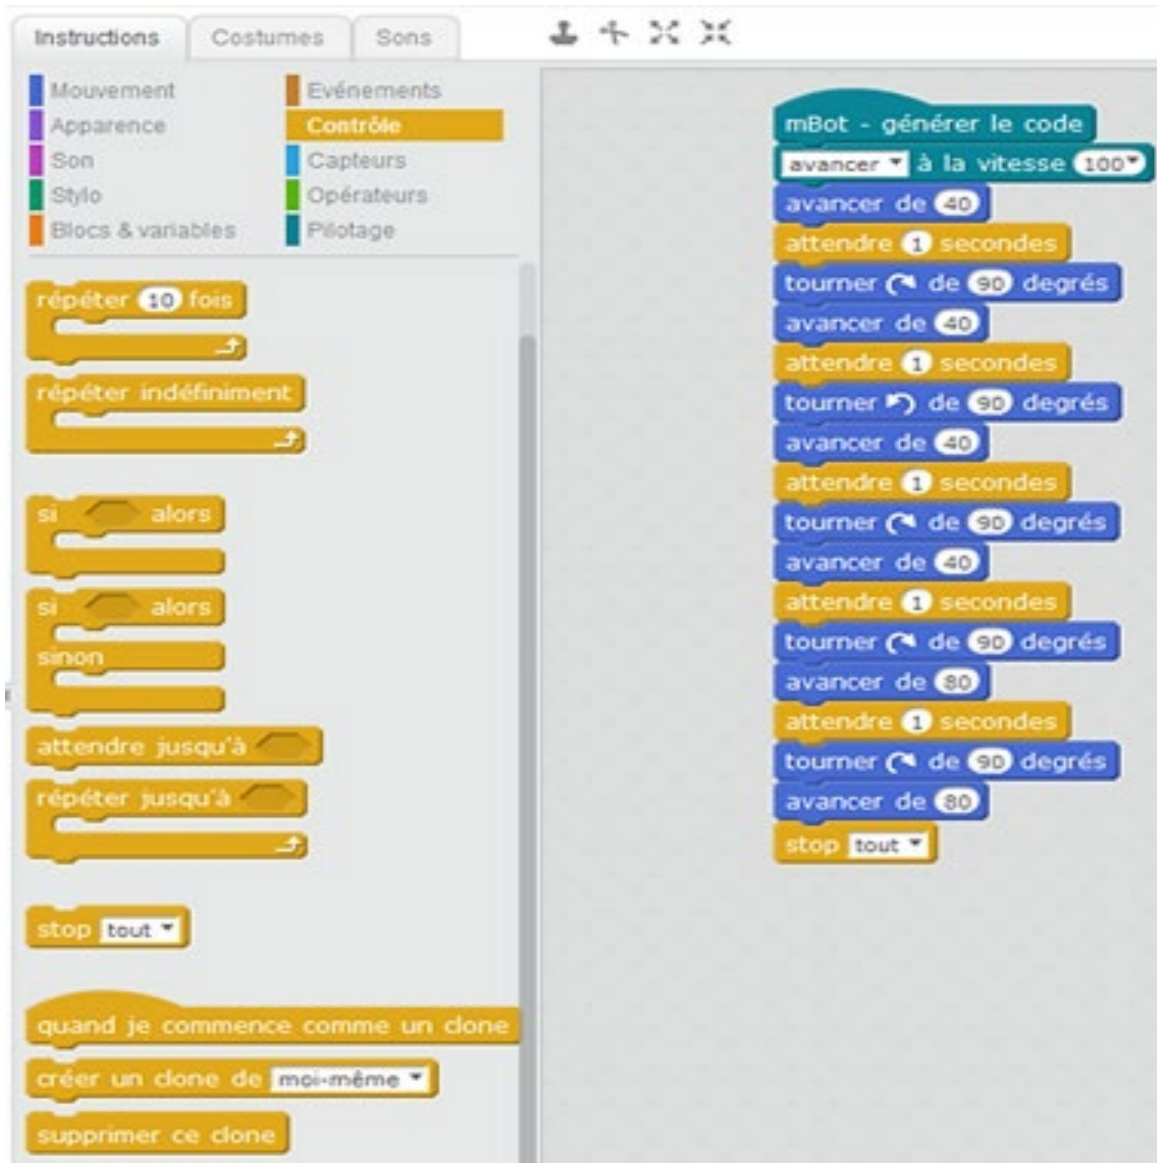 Instructions Costumes Sons
Mouvement Evénements
Apparence Contrôle
Son Capteurs
Stylo Opérateurs
Blocs & variables Pilotage
répéter 10 fois
répéter indéfiniment
si alors
si alors
sinon
attendre jusqu'à
répéter jusqu'à
stop tout
quand je commence comme un clone
créer un clone de moi-même
supprimer ce clone
mBot - générer le code
avancer à la vitesse 100
avancer de 40
attendre 1 secondes
tourner de 90 degrés
avancer de 40
attendre 1 secondes
tourner de 90 degrés
avancer de 40
attendre 1 secondes
tourner de 90 degrés
avancer de 40
attendre 1 secondes
tourner de 90 degrés
avancer de 80
attendre 1 secondes
tourner de 90 degrés
avancer de 80
stop tout